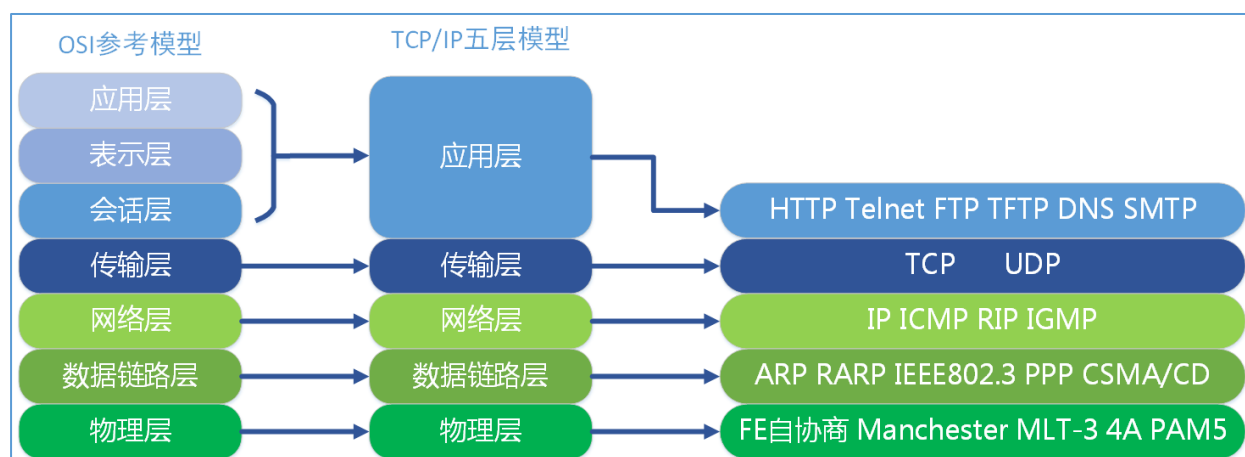 OSI参考模型
TCP/IP五层模型
应用层
表示层
会话层
传输层
网络层
数据链路层
物理层
应用层
传输层
网络层
数据链路层
物理层
HTTP Telnet FTP TFTP DNS SMTP
TCP UDP
IP ICMP RIP IGMP
ARP RARP IEEE802.3 PPP CSMA/CD
FE自协商 Manchester MLT-3 4A PAM5